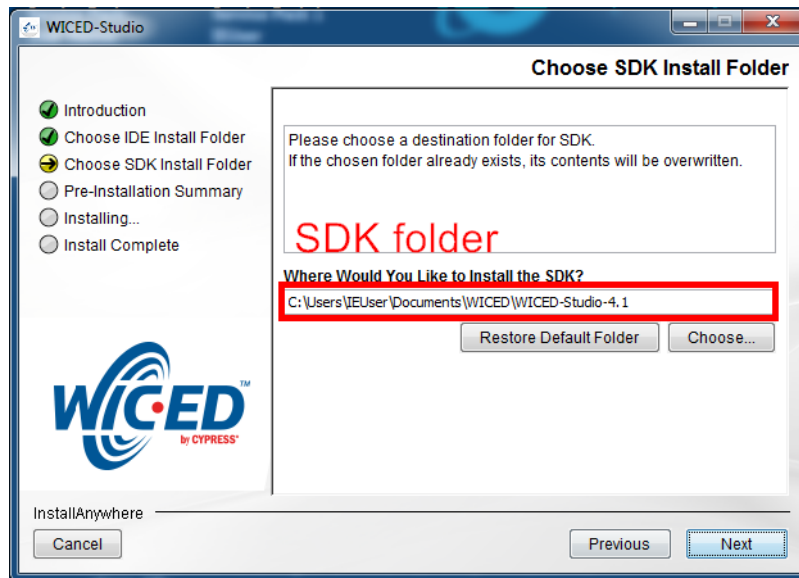 WICED-Studio
Choose SDK Install Folder
Introduction
Choose IDE Install Folder
Choose SDK Install Folder
Pre-Installation Summary
Installing...
Install Complete
Please choose a destination folder for SDK.
If the chosen folder already exists, its contents will be overwritten.
SDK folder
Where Would You Like to Install the SDK?
C:\Users\IEUser\Documents\WICED\WICED-Studio-4.1
Restore Default Folder
Choose...
WICED™
by CYPRESS®
InstallAnywhere
Cancel
Previous
Next